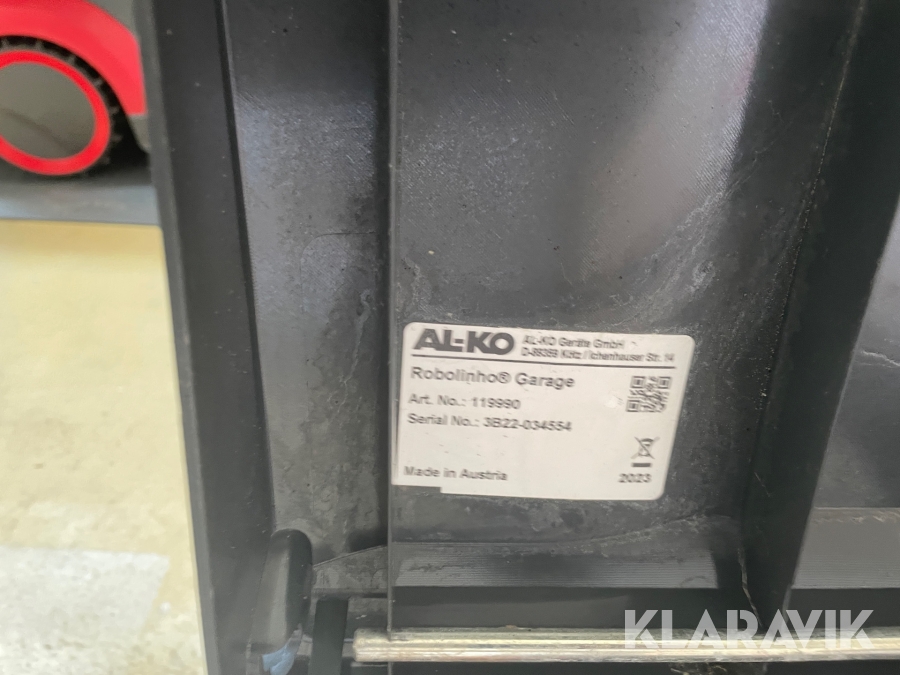 AL-KO
AL-KO Geräte GmbH
D-89359 Kötz / Ichenhauser Str. 14
Robolinho® Garage
Art. No.: 119990
Serial No.: 3B22-034554
Made in Austria
2023
KLARAVIK